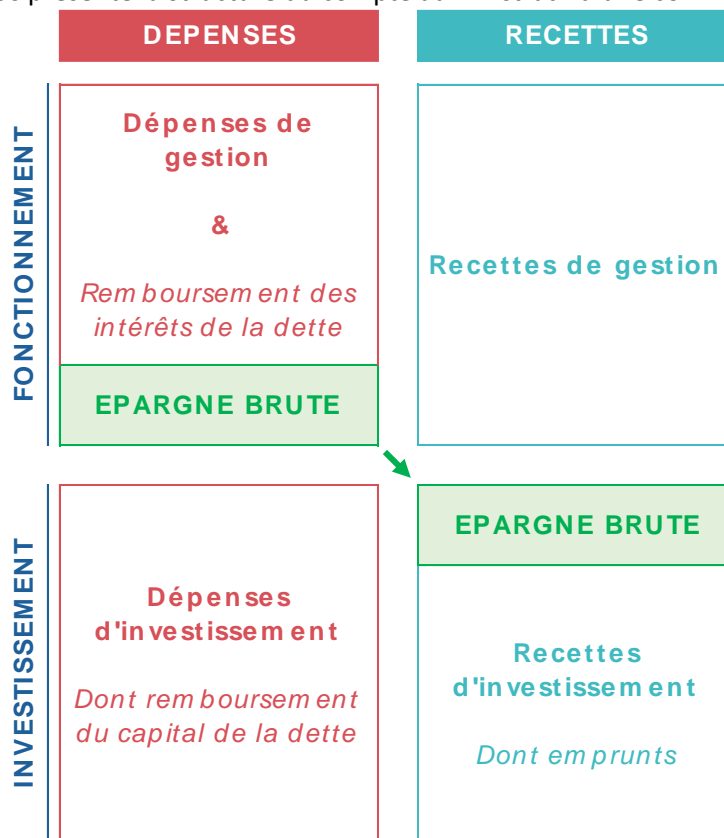 DEPENSES
RECETTES
FONCTIONNEMENT
Dépenses de
gestion
&
Remboursement des
intérêts de la dette
EPARGNE BRUTE
Recettes de gestion
INVESTISSEMENT
Dépenses
d'investissement
Dont remboursement
du capital de la dette
EPARGNE BRUTE
Recettes
d'investissement
Dont emprunts